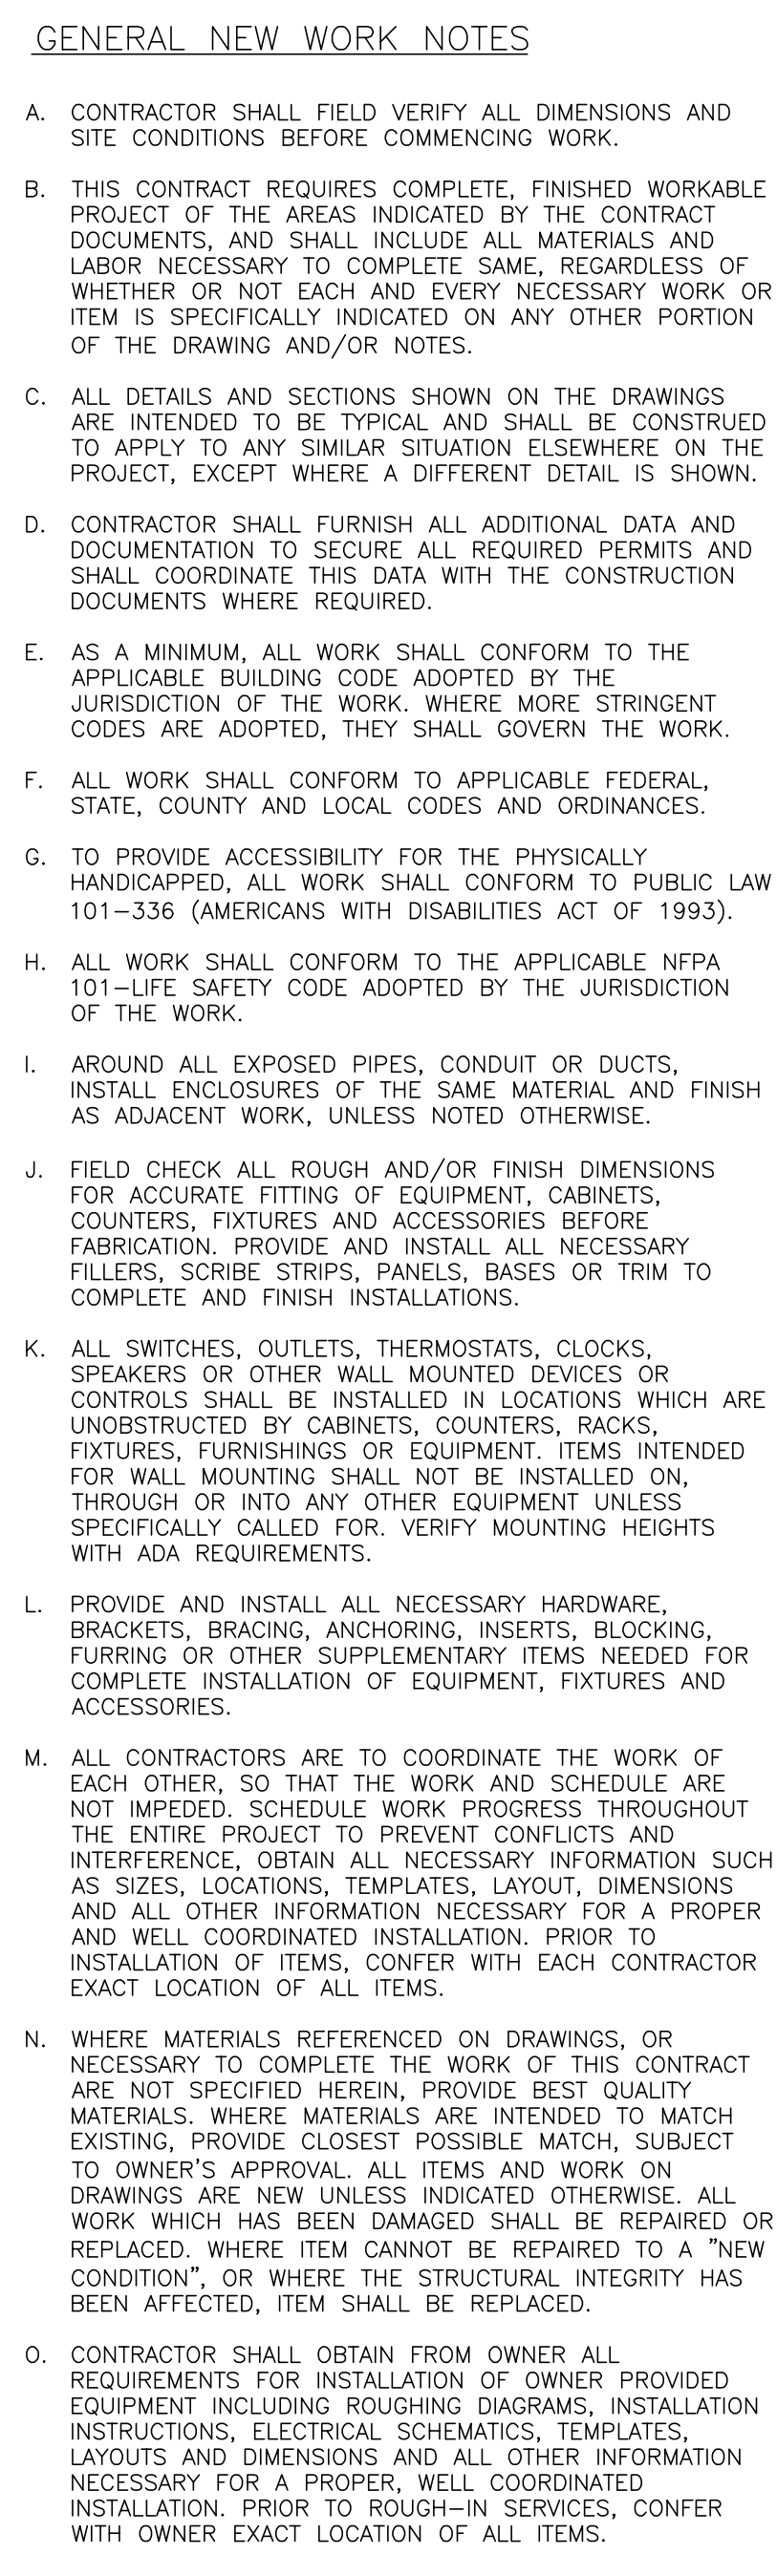 GENERAL NEW WORK NOTES
A. CONTRACTOR SHALL FIELD VERIFY ALL DIMENSIONS AND
SITE CONDITIONS BEFORE COMMENCING WORK.
B. THIS CONTRACT REQUIRES COMPLETE, FINISHED WORKABLE
PROJECT OF THE AREAS INDICATED BY THE CONTRACT
DOCUMENTS, AND SHALL INCLUDE ALL MATERIALS AND
LABOR NECESSARY TO COMPLETE SAME, REGARDLESS OF
WHETHER OR NOT EACH AND EVERY NECESSARY WORK OR
ITEM IS SPECIFICALLY INDICATED ON ANY OTHER PORTION
OF THE DRAWING AND/OR NOTES.
C. ALL DETAILS AND SECTIONS SHOWN ON THE DRAWINGS
ARE INTENDED TO BE TYPICAL AND SHALL BE CONSTRUED
TO APPLY TO ANY SIMILAR SITUATION ELSEWHERE ON THE
PROJECT, EXCEPT WHERE A DIFFERENT DETAIL IS SHOWN.
D. CONTRACTOR SHALL FURNISH ALL ADDITIONAL DATA AND
DOCUMENTATION TO SECURE ALL REQUIRED PERMITS AND
SHALL COORDINATE THIS DATA WITH THE CONSTRUCTION
DOCUMENTS WHERE REQUIRED.
E. AS A MINIMUM, ALL WORK SHALL CONFORM TO THE
APPLICABLE BUILDING CODE ADOPTED BY THE
JURISDICTION OF THE WORK. WHERE MORE STRINGENT
CODES ARE ADOPTED, THEY SHALL GOVERN THE WORK.
F. ALL WORK SHALL CONFORM TO APPLICABLE FEDERAL,
STATE, COUNTY AND LOCAL CODES AND ORDINANCES.
G. TO PROVIDE ACCESSIBILITY FOR THE PHYSICALLY
HANDICAPPED, ALL WORK SHALL CONFORM TO PUBLIC LAW
101-336 (AMERICANS WITH DISABILITIES ACT OF 1993).
H. ALL WORK SHALL CONFORM TO THE APPLICABLE NFPA
101-LIFE SAFETY CODE ADOPTED BY THE JURISDICTION
OF THE WORK.
I. AROUND ALL EXPOSED PIPES, CONDUIT OR DUCTS,
INSTALL ENCLOSURES OF THE SAME MATERIAL AND FINISH
AS ADJACENT WORK, UNLESS NOTED OTHERWISE.
J. FIELD CHECK ALL ROUGH AND/OR FINISH DIMENSIONS
FOR ACCURATE FITTING OF EQUIPMENT, CABINETS,
COUNTERS, FIXTURES AND ACCESSORIES BEFORE
FABRICATION. PROVIDE AND INSTALL ALL NECESSARY
FILLERS, SCRIBE STRIPS, PANELS, BASES OR TRIM TO
COMPLETE AND FINISH INSTALLATIONS.
K. ALL SWITCHES, OUTLETS, THERMOSTATS, CLOCKS,
SPEAKERS OR OTHER WALL MOUNTED DEVICES OR
CONTROLS SHALL BE INSTALLED IN LOCATIONS WHICH ARE
UNOBSTRUCTED BY CABINETS, COUNTERS, RACKS,
FIXTURES, FURNISHINGS OR EQUIPMENT. ITEMS INTENDED
FOR WALL MOUNTING SHALL NOT BE INSTALLED ON,
THROUGH OR INTO ANY OTHER EQUIPMENT UNLESS
SPECIFICALLY CALLED FOR. VERIFY MOUNTING HEIGHTS
WITH ADA REQUIREMENTS.
L. PROVIDE AND INSTALL ALL NECESSARY HARDWARE,
BRACKETS, BRACING, ANCHORING, INSERTS, BLOCKING,
FURRING OR OTHER SUPPLEMENTARY ITEMS NEEDED FOR
COMPLETE INSTALLATION OF EQUIPMENT, FIXTURES AND
ACCESSORIES.
M. ALL CONTRACTORS ARE TO COORDINATE THE WORK OF
EACH OTHER, SO THAT THE WORK AND SCHEDULE ARE
NOT IMPEDED. SCHEDULE WORK PROGRESS THROUGHOUT
THE ENTIRE PROJECT TO PREVENT CONFLICTS AND
INTERFERENCE, OBTAIN ALL NECESSARY INFORMATION SUCH
AS SIZES, LOCATIONS, TEMPLATES, LAYOUT, DIMENSIONS
AND ALL OTHER INFORMATION NECESSARY FOR A PROPER
AND WELL COORDINATED INSTALLATION. PRIOR TO
INSTALLATION OF ITEMS, CONFER WITH EACH CONTRACTOR
EXACT LOCATION OF ALL ITEMS.
N. WHERE MATERIALS REFERENCED ON DRAWINGS, OR
NECESSARY TO COMPLETE THE WORK OF THIS CONTRACT
ARE NOT SPECIFIED HEREIN, PROVIDE BEST QUALITY
MATERIALS. WHERE MATERIALS ARE INTENDED TO MATCH
EXISTING, PROVIDE CLOSEST POSSIBLE MATCH, SUBJECT
TO OWNER'S APPROVAL. ALL ITEMS AND WORK ON
DRAWINGS ARE NEW UNLESS INDICATED OTHERWISE. ALL
WORK WHICH HAS BEEN DAMAGED SHALL BE REPAIRED OR
REPLACED. WHERE ITEM CANNOT BE REPAIRED TO A "NEW
CONDITION", OR WHERE THE STRUCTURAL INTEGRITY HAS
BEEN AFFECTED, ITEM SHALL BE REPLACED.
O. CONTRACTOR SHALL OBTAIN FROM OWNER ALL
REQUIREMENTS FOR INSTALLATION OF OWNER PROVIDED
EQUIPMENT INCLUDING ROUGHING DIAGRAMS, INSTALLATION
INSTRUCTIONS, ELECTRICAL SCHEMATICS, TEMPLATES,
LAYOUTS AND DIMENSIONS AND ALL OTHER INFORMATION
NECESSARY FOR A PROPER, WELL COORDINATED
INSTALLATION. PRIOR TO ROUGH-IN SERVICES, CONFER
WITH OWNER EXACT LOCATION OF ALL ITEMS.